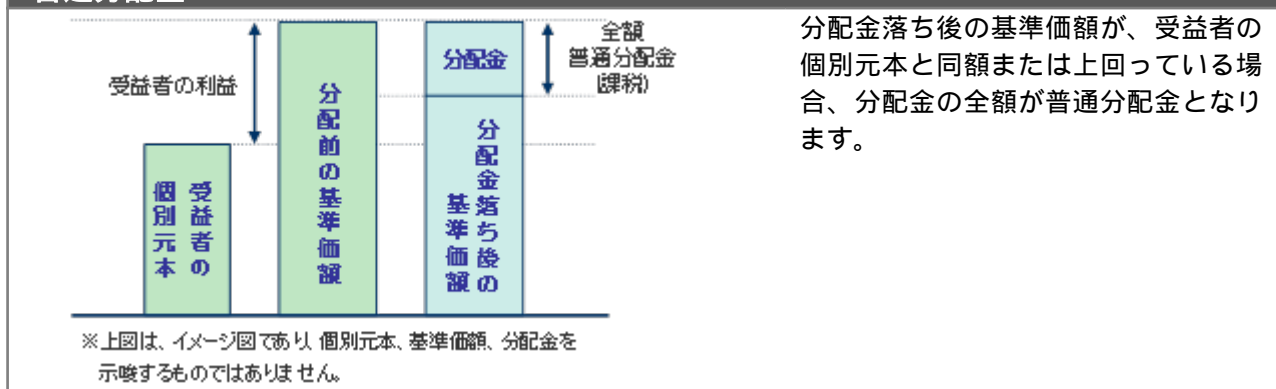 全額
普通分配金
(課税)
分配金
受益者の利益
分配前の基準価額
分配金落ち後の
基準価額
受益者の
個別元本
※上図は、イメージ図であり、個別元本、基準価額、分配金を
示唆するものではありません。
分配金落ち後の基準価額が、受益者の
個別元本と同額または上回っている場
合、分配金の全額が普通分配金となり
ます。